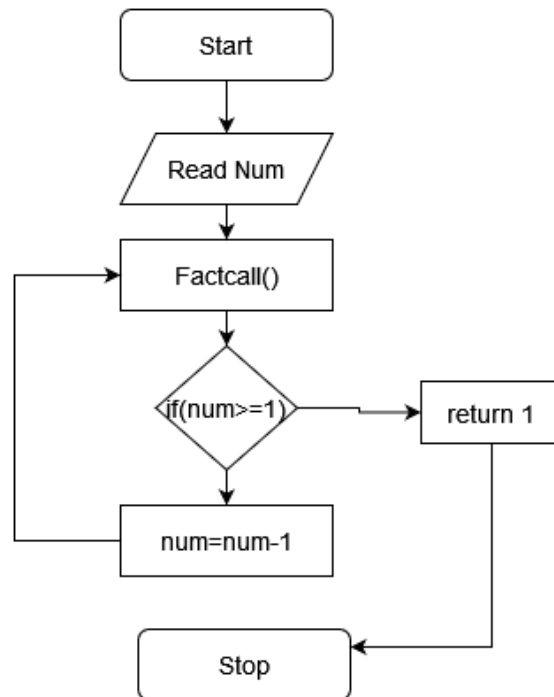 Start
Read Num
Factcall()
if(num>=1)
return 1
num=num-1
Stop